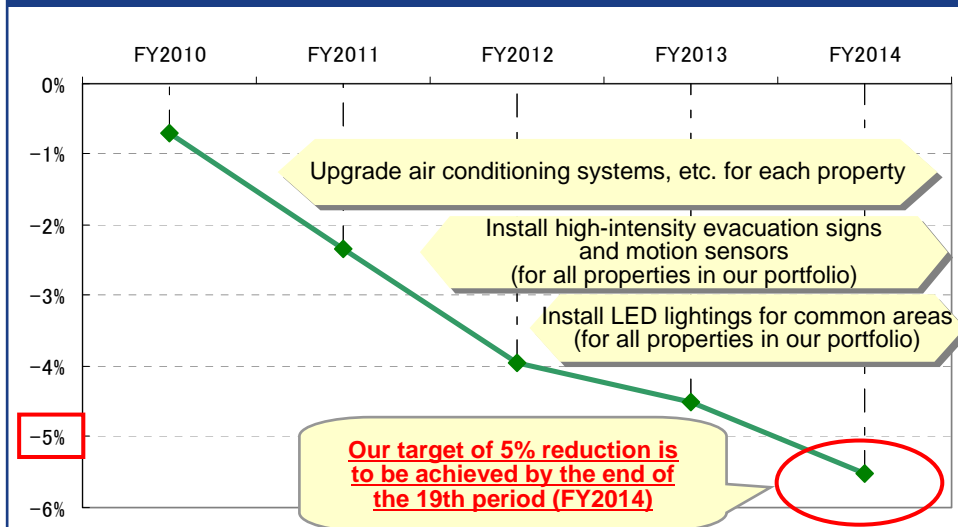 FY2010 FY2011 FY2012 FY2013 FY2014
0%
-1%
Upgrade air conditioning systems, etc. for each property
-2%
Install high-intensity evacuation signs
and motion sensors
(for all properties in our portfolio)
-3%
Install LED lightings for common areas
(for all properties in our portfolio)
-4%
-5%
Our target of 5% reduction is
to be achieved by the end of
the 19th period (FY2014)
-6%